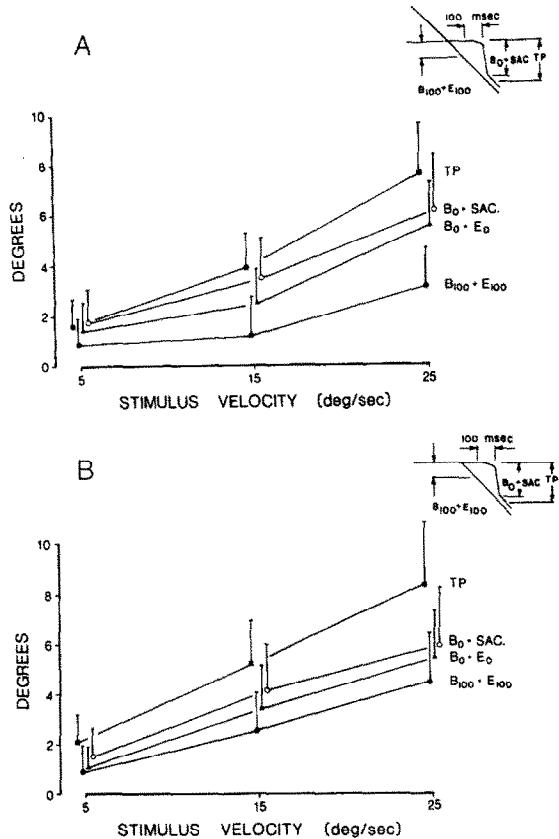 A
100 msec
B0+SAC TP
B100+E100
10
8
6
4
2
0
DEGREES
TP
B0+SAC.
B0+E0
B100+E100
5 15 25
STIMULUS VELOCITY (deg/sec)
B
100 msec
B0+SAC TP
B100+E100
10
8
6
4
2
0
DEGREES
TP
B0+SAC.
B0+E0
B100+E100
5 15 25
STIMULUS VELOCITY (deg/sec)